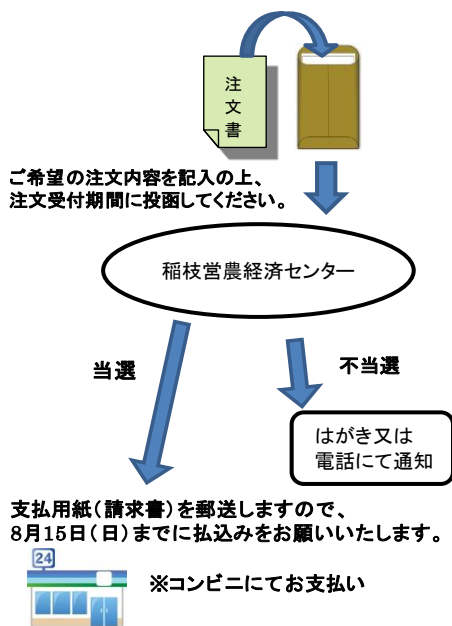 注
文
書
ご希望の注文内容を記入の上、
注文受付期間に投函してください。
稲枝営農経済センター
当選
不当選
はがき又は
電話にて通知
支払用紙(請求書)を郵送しますので、
8月15日(日)までに払込みをお願いいたします。
24
※コンビニにてお支払い